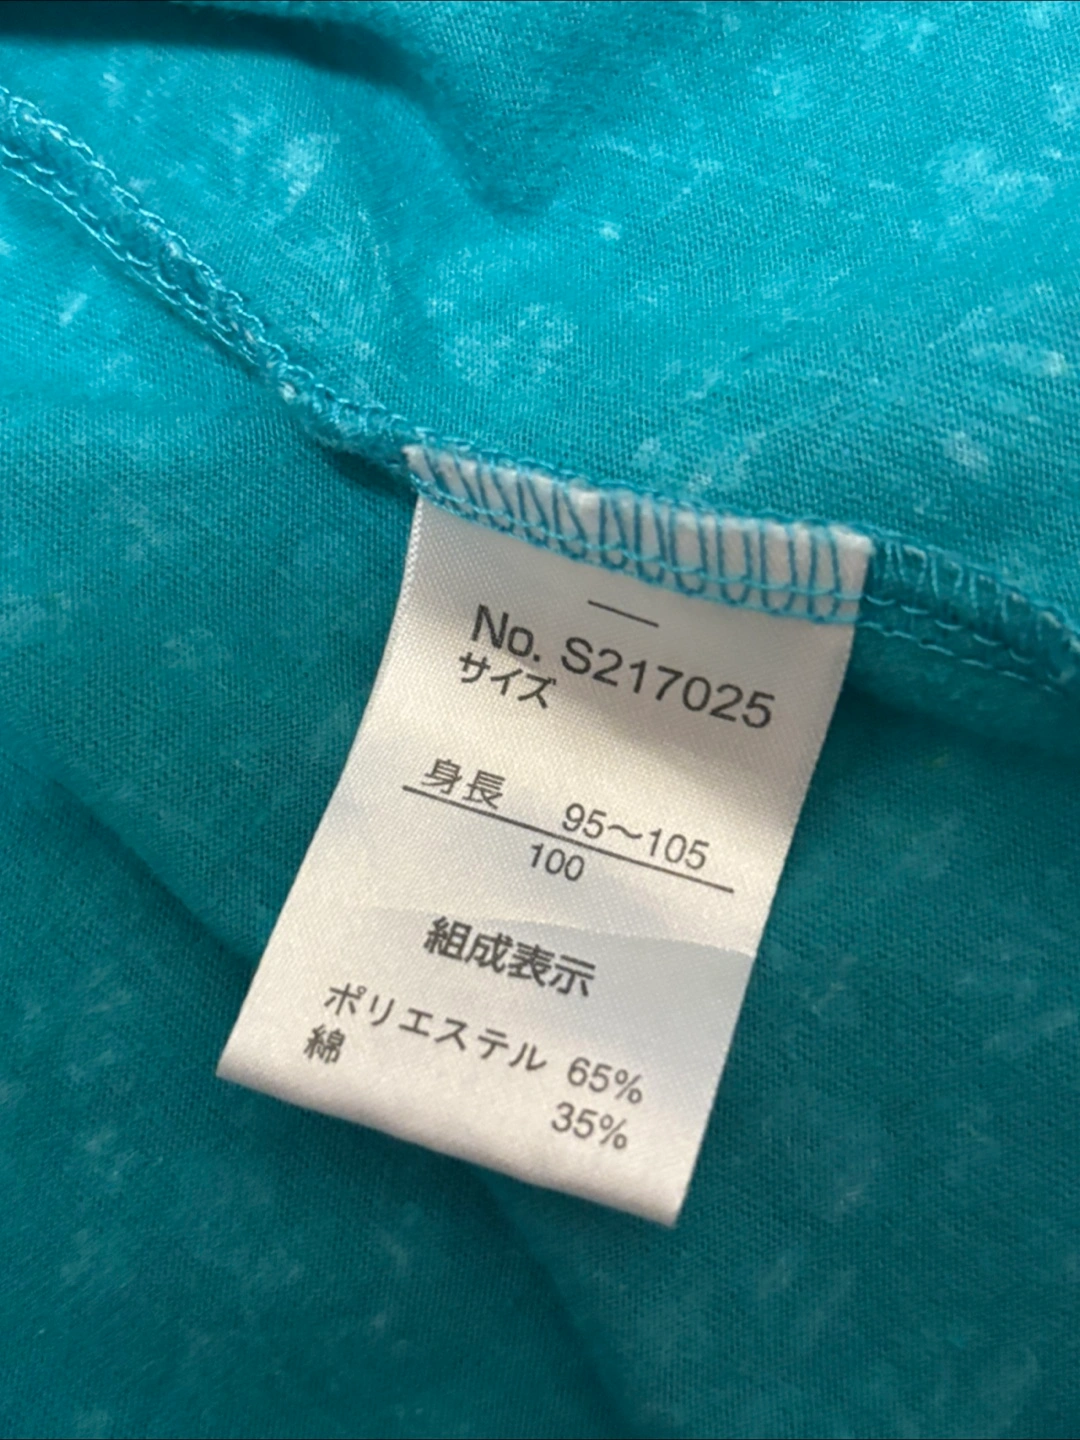 No. S217025
サイズ
身長 95～105
100
組成表示
ポリエステル 65%
綿 35%